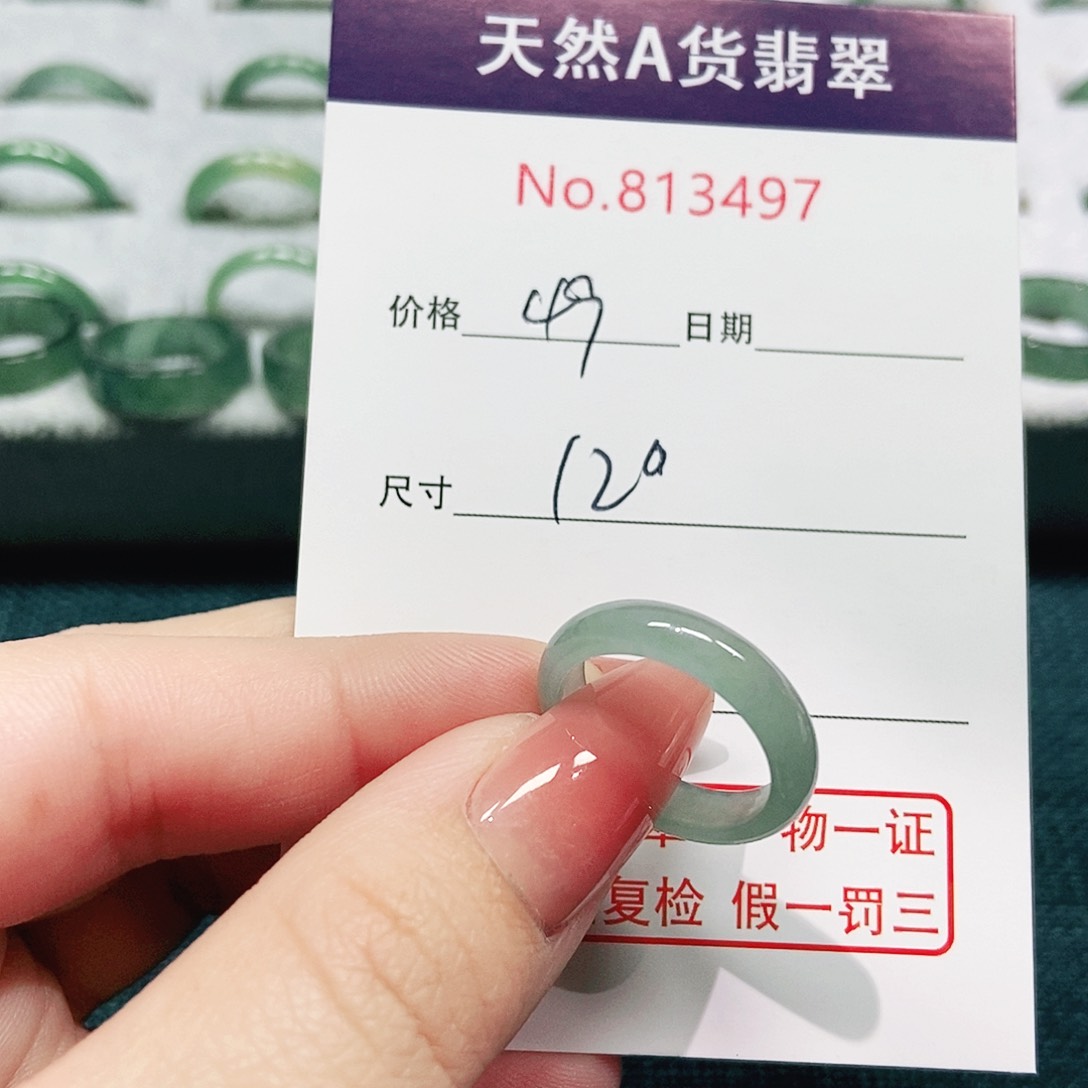 天然A货翡翠
No.813497
价格 49 日期
尺寸 120
物一证
复检 假一罚三